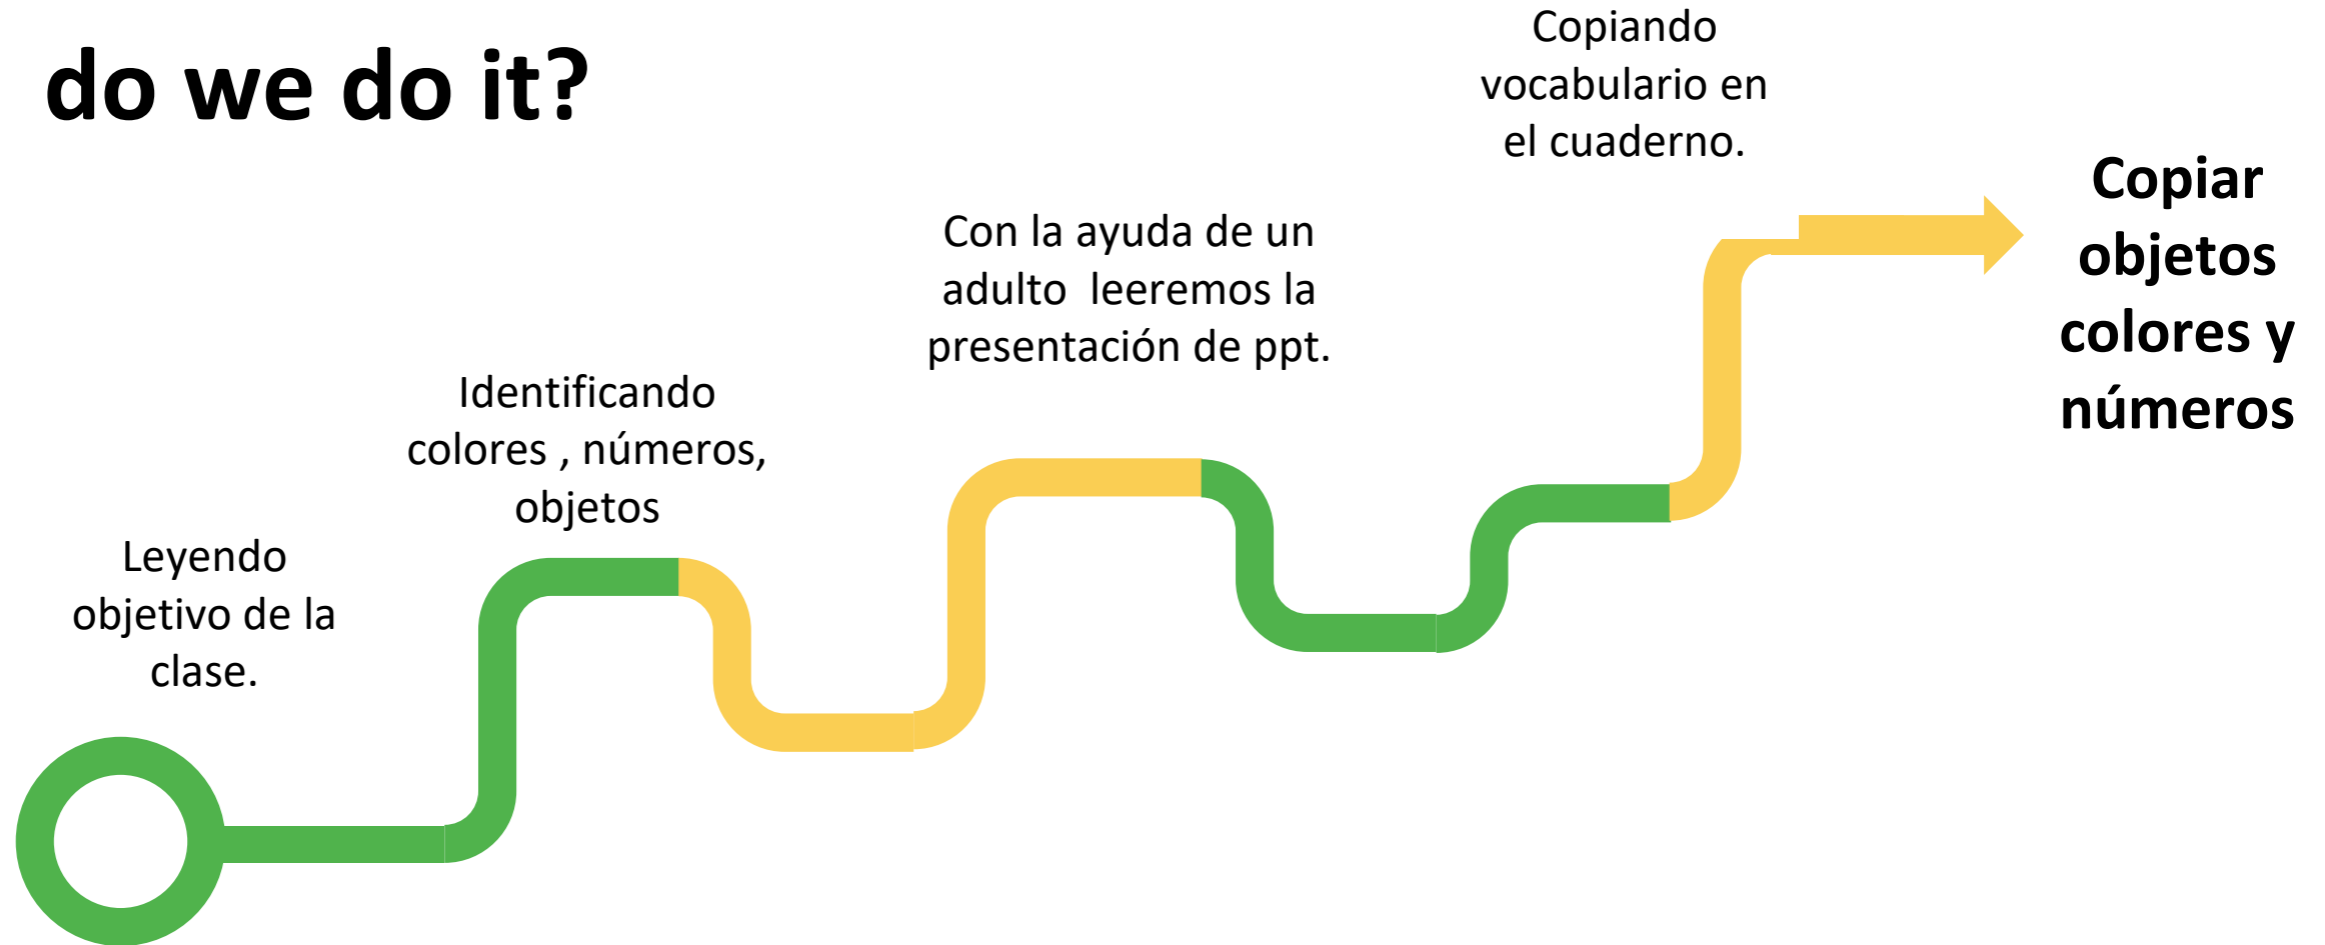 do we do it?
Leyendo
objetivo de la
clase.
Identificando
colores , números,
objetos
Con la ayuda de un
adulto  leeremos la
presentación de ppt.
Copiando
vocabulario en
el cuaderno.
Copiar
objetos
colores y
números